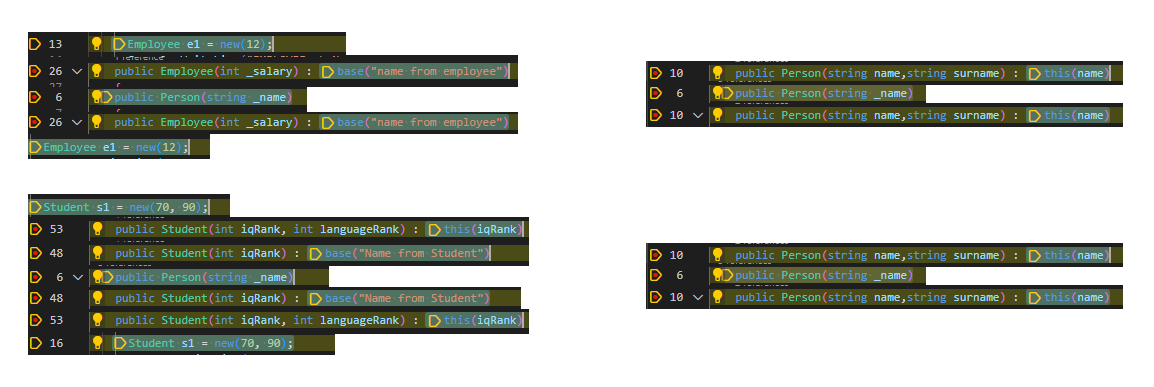 13 Employee e1 = new(12);
26 public Employee(int _salary) : base("name from employee")
6 public Person(string _name)
26 public Employee(int _salary) : base("name from employee")
Employee e1 = new(12);
10 public Person(string name,string surname) : this(name)
6 public Person(string _name)
10 public Person(string name,string surname) : this(name)
Student s1 = new(70, 90);
53 public Student(int iqRank, int languageRank) : this(iqRank)
48 public Student(int iqRank) : base("Name from Student")
6 public Person(string _name)
48 public Student(int iqRank) : base("Name from Student")
53 public Student(int iqRank, int languageRank) : this(iqRank)
16 Student s1 = new(70, 90);
10 public Person(string name,string surname) : this(name)
6 public Person(string _name)
10 public Person(string name,string surname) : this(name)